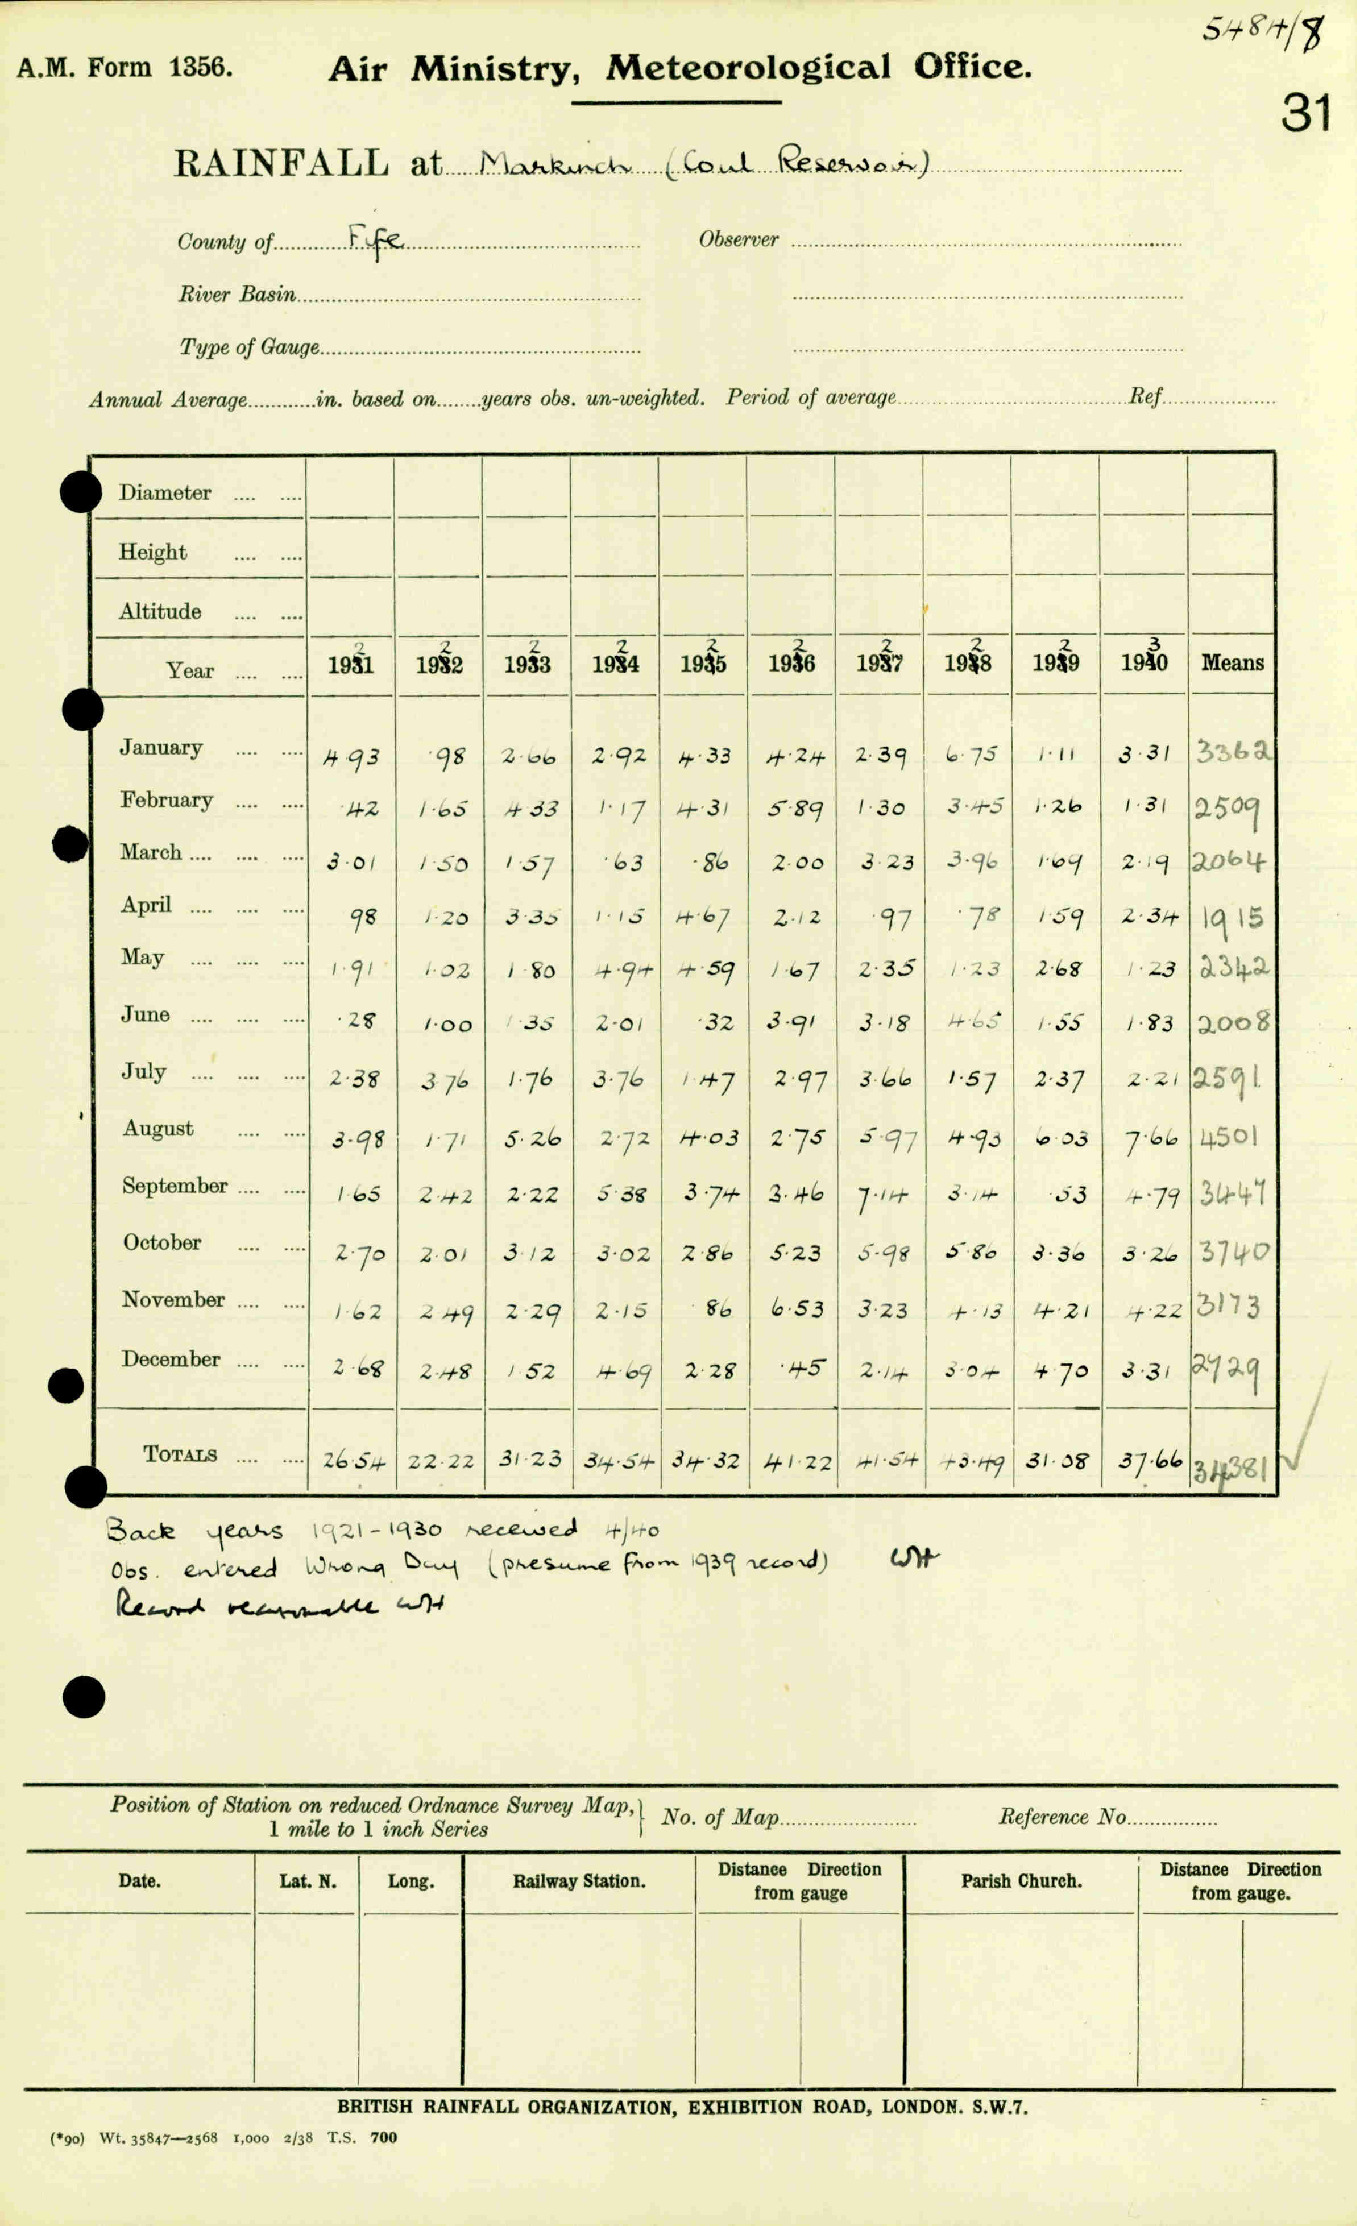 5484/8
A.M. Form 1356. Air Ministry, Meteorological Office.
31
RAINFALL at Markinch (Coul Reservoir)
County of Fife Observer
River Basin
Type of Gauge
Annual Average in. based on years obs. un-weighted. Period of average Ref.
Diameter
Height
Altitude
Year 1921 1922 1923 1924 1925 1926 1927 1928 1929 1930 Means
January 4.93 .98 2.66 2.92 4.33 4.24 2.39 6.75 1.11 3.31 3362
February .42 1.65 4.33 1.17 4.31 5.89 1.30 3.45 1.26 1.31 2509
March 3.01 1.50 1.57 .63 .86 2.00 3.23 3.96 1.69 2.19 2064
April 98 1.20 3.35 1.15 4.67 2.12 .97 .78 1.59 2.34 1915
May 1.91 1.02 1.80 4.94 4.59 1.67 2.35 1.23 2.68 1.23 2342
June .28 1.00 1.35 2.01 .32 3.91 3.18 4.65 1.55 1.83 2008
July 2.38 3.76 1.76 3.76 1.47 2.97 3.66 1.57 2.37 2.21 2591
August 3.98 1.71 5.26 2.72 4.03 2.75 5.97 4.93 6.03 7.66 4501
September 1.65 2.42 2.22 5.38 3.74 3.46 7.14 3.14 .53 4.79 3447
October 2.70 2.01 3.12 3.02 2.86 5.23 5.98 5.86 3.36 3.26 3740
November 1.62 2.49 2.29 2.15 .86 6.53 3.23 4.13 4.21 4.22 3173
December 2.68 2.48 1.52 4.69 2.28 .45 2.14 3.04 4.70 3.31 2729
TOTALS 26.54 22.22 31.23 34.54 34.32 41.22 41.54 43.49 31.08 37.66 34381
Back years 1921-1930 received 4/40
Obs. entered Wrong Day (presume from 1939 record) WH
Record reasonable WH
Position of Station on reduced Ordnance Survey Map, 1 mile to 1 inch Series No. of Map Reference No.
Date. Lat. N. Long. Railway Station. Distance Direction from gauge Parish Church. Distance Direction from gauge.
BRITISH RAINFALL ORGANIZATION, EXHIBITION ROAD, LONDON. S.W.7.
(*90) Wt. 35847—2568 1,000 2/38 T.S. 700